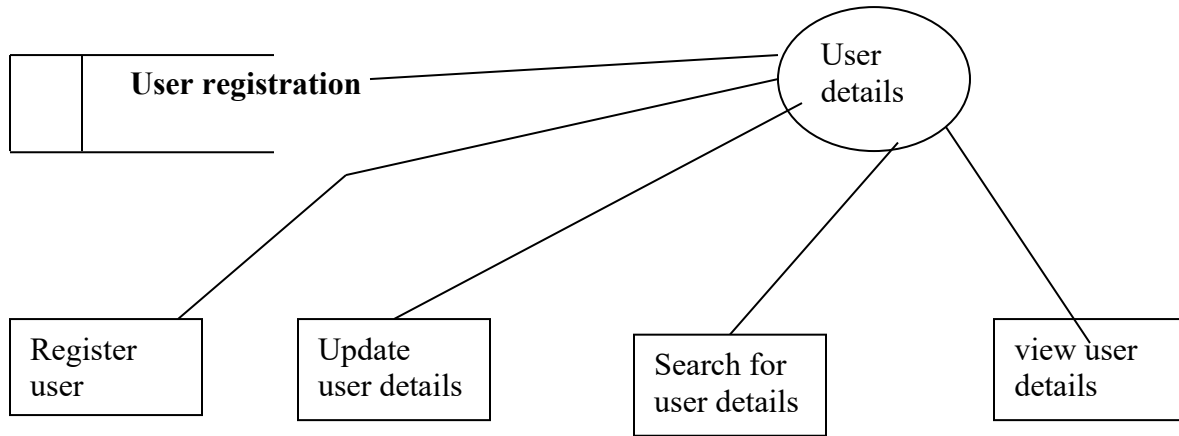 User registration
User
details
Register
user
Update
user details
Search for
user details
view user
details